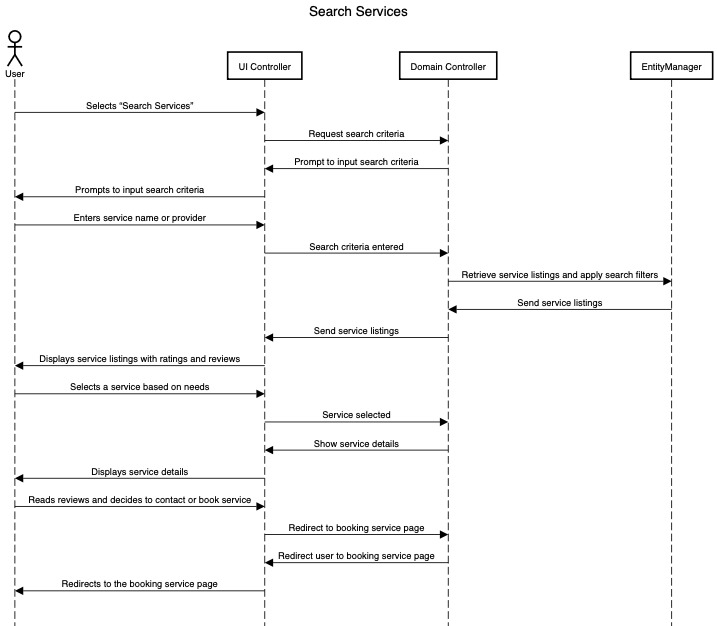 Search Services
User
UI Controller
Domain Controller
EntityManager
Selects “Search Services”
Request search criteria
Prompt to input search criteria
Prompts to input search criteria
Enters service name or provider
Search criteria entered
Retrieve service listings and apply search filters
Send service listings
Send service listings
Displays service listings with ratings and reviews
Selects a service based on needs
Service selected
Show service details
Displays service details
Reads reviews and decides to contact or book service
Redirect to booking service page
Redirect user to booking service page
Redirects to the booking service page